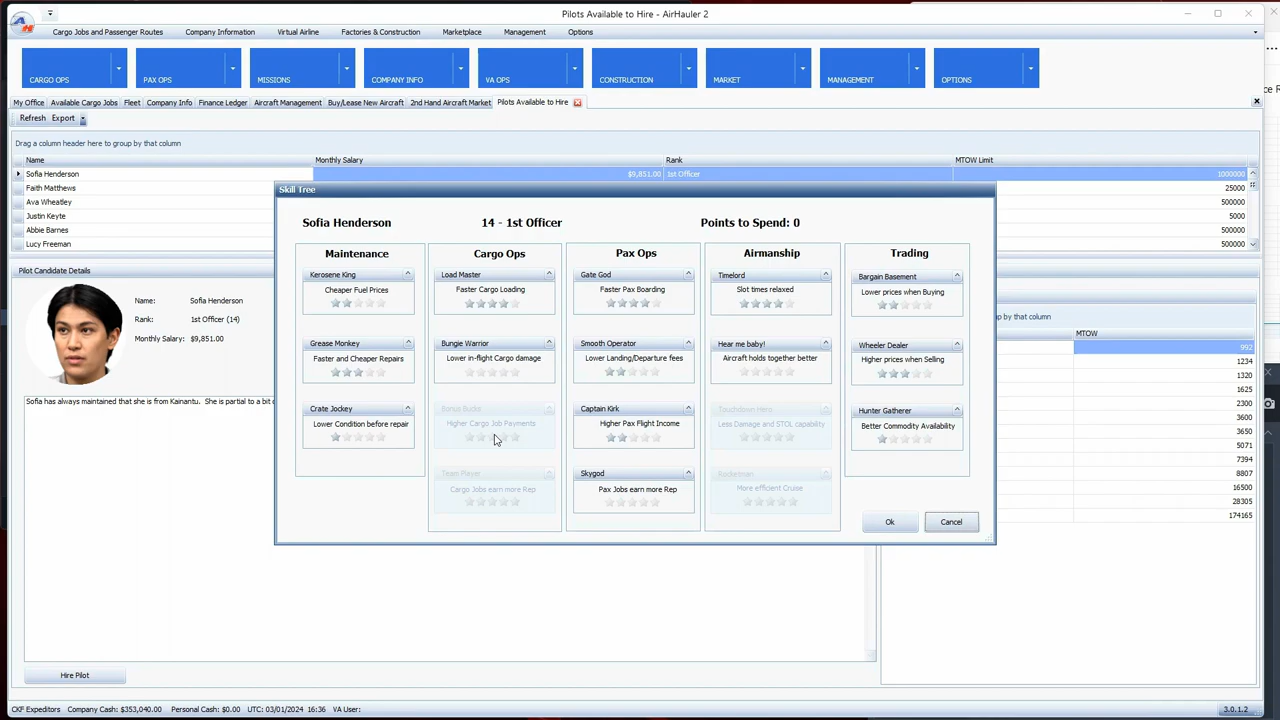 Pilots Available to Hire - AirHauler 2
Cargo Jobs and Passenger Routes Company Information Virtual Airline Factories & Construction Marketplace Management Options
CARGO OPS PAX OPS MISSIONS COMPANY INFO VA OPS CONSTRUCTION MARKET MANAGEMENT OPTIONS
My Office Available Cargo Jobs Fleet Company Info Finance Ledger Aircraft Management Buy/Lease New Aircraft 2nd Hand Aircraft Market Pilots Available to Hire
Refresh Export
Drag a column header here to group by that column
Name Monthly Salary Rank MTOW Limit
Sofia Henderson $9,851.00 1st Officer 1000000
Faith Matthews 25000
Ava Wheatley 500000
Justin Keyte 5000
Abbie Barnes 500000
Lucy Freeman 500000
Skill Tree
Sofia Henderson 14 - 1st Officer Points to Spend: 0
Maintenance Cargo Ops Pax Ops Airmanship Trading
Kerosene King Load Master Gate God Timelord Bargain Basement
Cheaper Fuel Prices Faster Cargo Loading Faster Pax Boarding Slot times relaxed Lower prices when Buying
Grease Monkey Bungie Warrior Smooth Operator Hear me baby! Wheeler Dealer
Faster and Cheaper Repairs Lower in-flight Cargo damage Lower Landing/Departure fees Aircraft holds together better Higher prices when Selling
Crate Jockey Bonus Bucks Captain Kirk Touchdown Hero Hunter Gatherer
Lower Condition before repair Higher Cargo Job Payments Higher Pax Flight Income Less Damage and STOL capability Better Commodity Availability
Team Player Skygod Rocketman
Cargo Jobs earn more Rep Pax Jobs earn more Rep More efficient Cruise
Ok Cancel
Pilot Candidate Details
Name: Sofia Henderson
Rank: 1st Officer (14)
Monthly Salary: $9,851.00
Sofia has always maintained that she is from Kainantu. She is partial to a bit
Hire Pilot
up by that column
MTOW
992
1234
1320
1625
2300
3600
3650
5071
7394
8807
16500
28305
174165
CKF Expeditors Company Cash: $353,040.00 Personal Cash: $0.00 UTC: 03/01/2024 16:36 VA User: 3.0.1.2